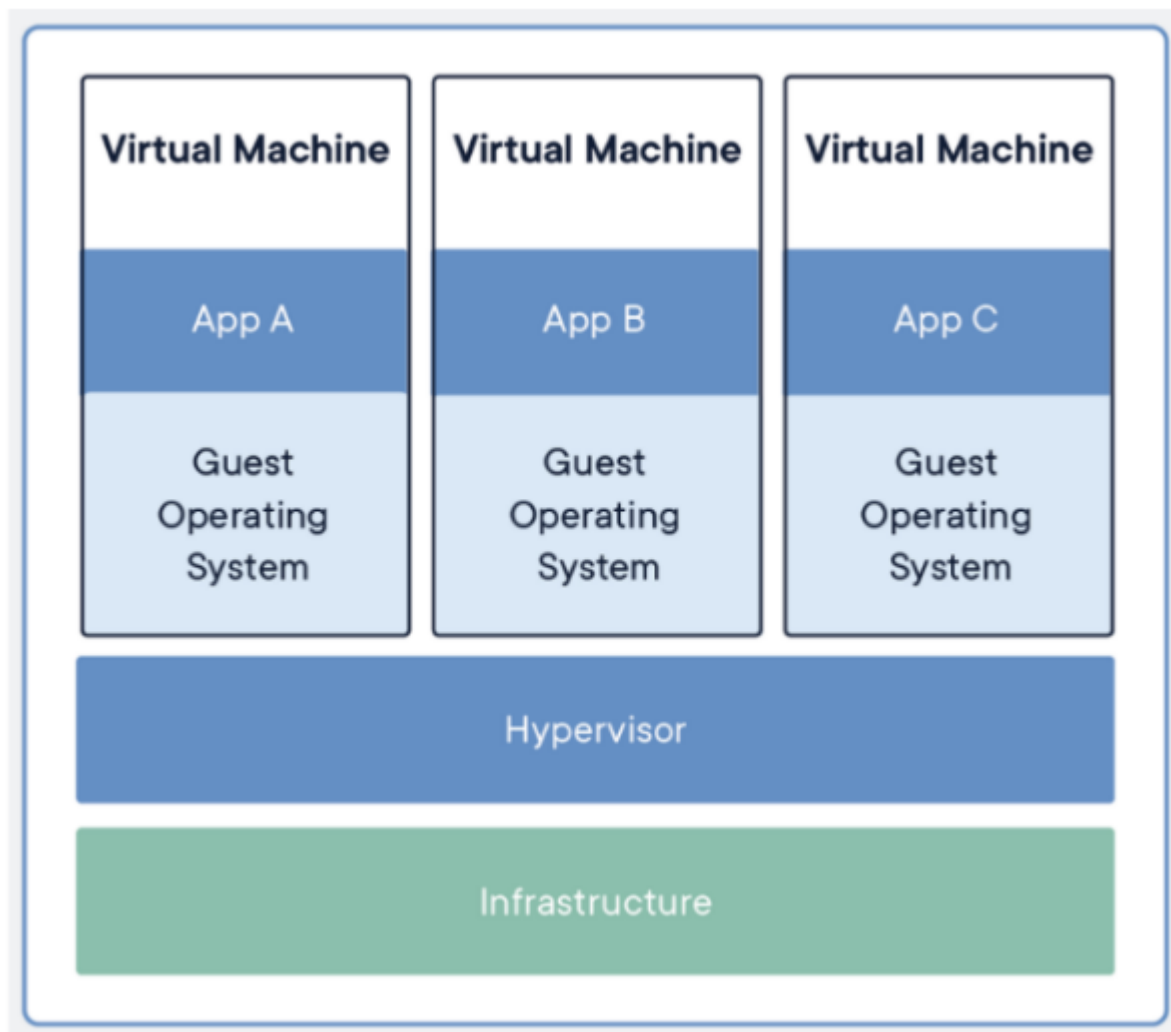 Virtual Machine
Virtual Machine
Virtual Machine
App A
App B
App C
Guest
Operating
System
Guest
Operating
System
Guest
Operating
System
Hypervisor
Infrastructure